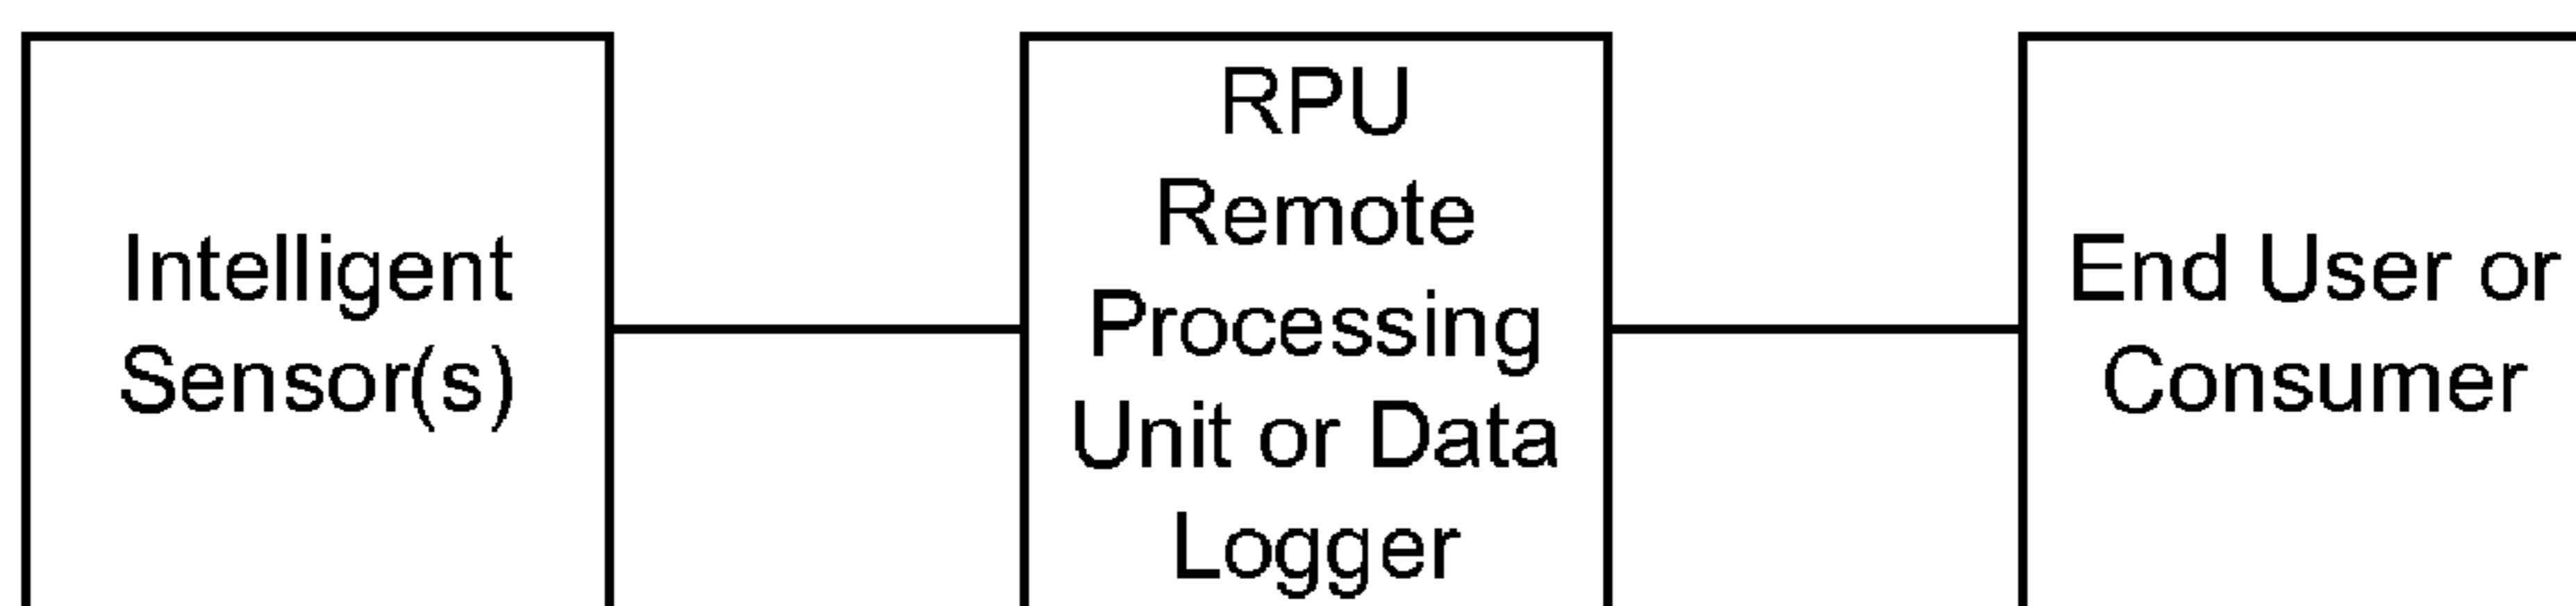 Intelligent
Sensor(s)
RPU
Remote
Processing
Unit or Data
Logger
End User or
Consumer